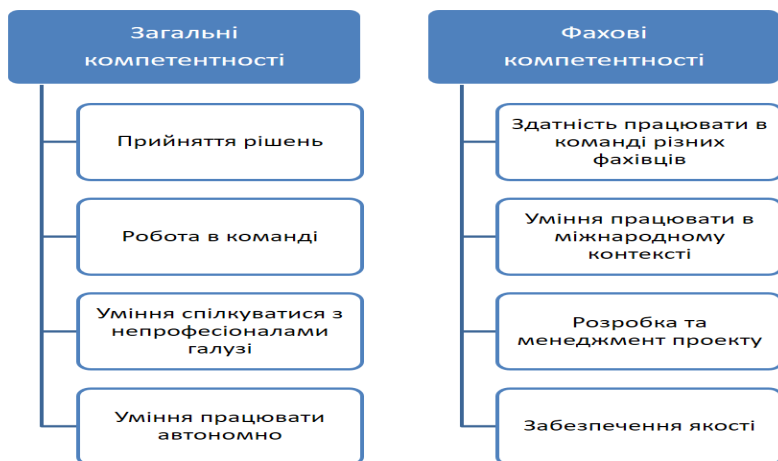 Загальні
компетентності
Прийняття рішень
Робота в команді
Уміння спілкуватися з
непрофесіоналами
галузі
Уміння працювати
автономно
Фахові
компетентності
Здатність працювати в
команді різних
фахівців
Уміння працювати в
міжнародному
контексті
Розробка та
менеджмент проекту
Забезпечення якості